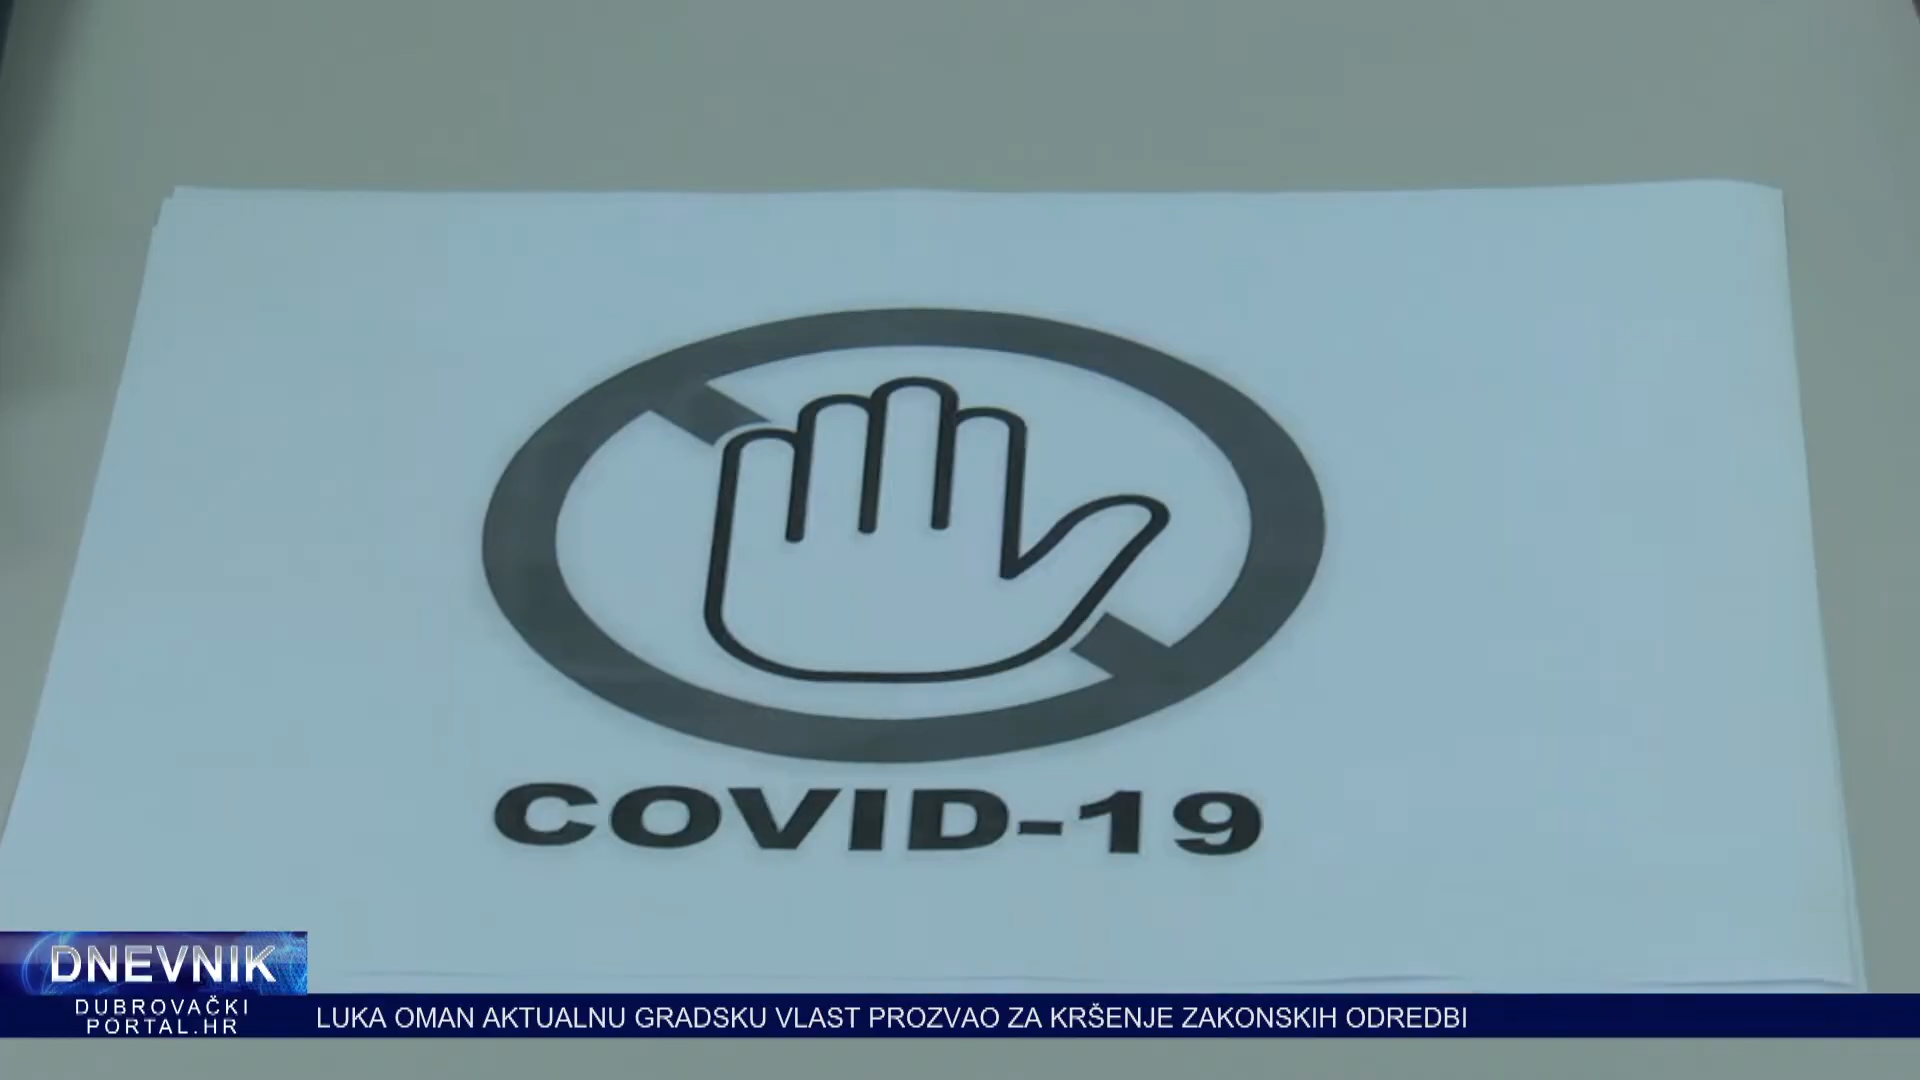 COVID-19
DNEVNIK
DUBROVAČKI
PORTAL.HR
LUKA OMAN AKTUALNU GRADSKU VLAST PROZVAO ZA KRŠENJE ZAKONSKIH ODREDBI